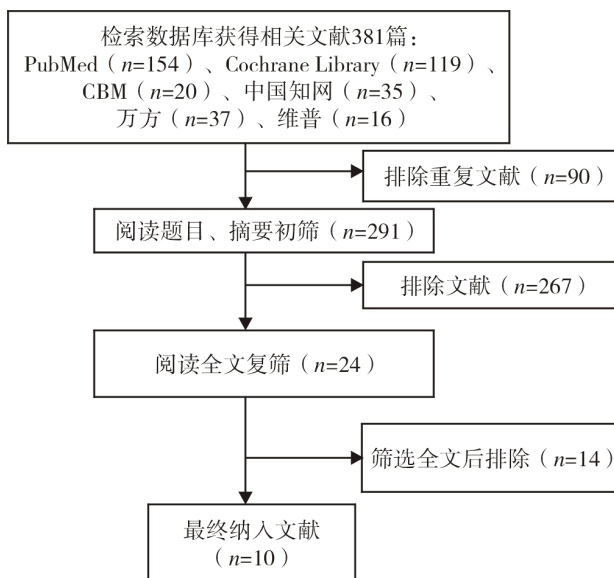 检索数据库获得相关文献381篇：
PubMed（n=154）、Cochrane Library（n=119）、
CBM（n=20）、中国知网（n=35）、
万方（n=37）、维普（n=16）
排除重复文献（n=90）
阅读题目、摘要初筛（n=291）
排除文献（n=267）
阅读全文复筛（n=24）
筛选全文后排除（n=14）
最终纳入文献
（n=10）